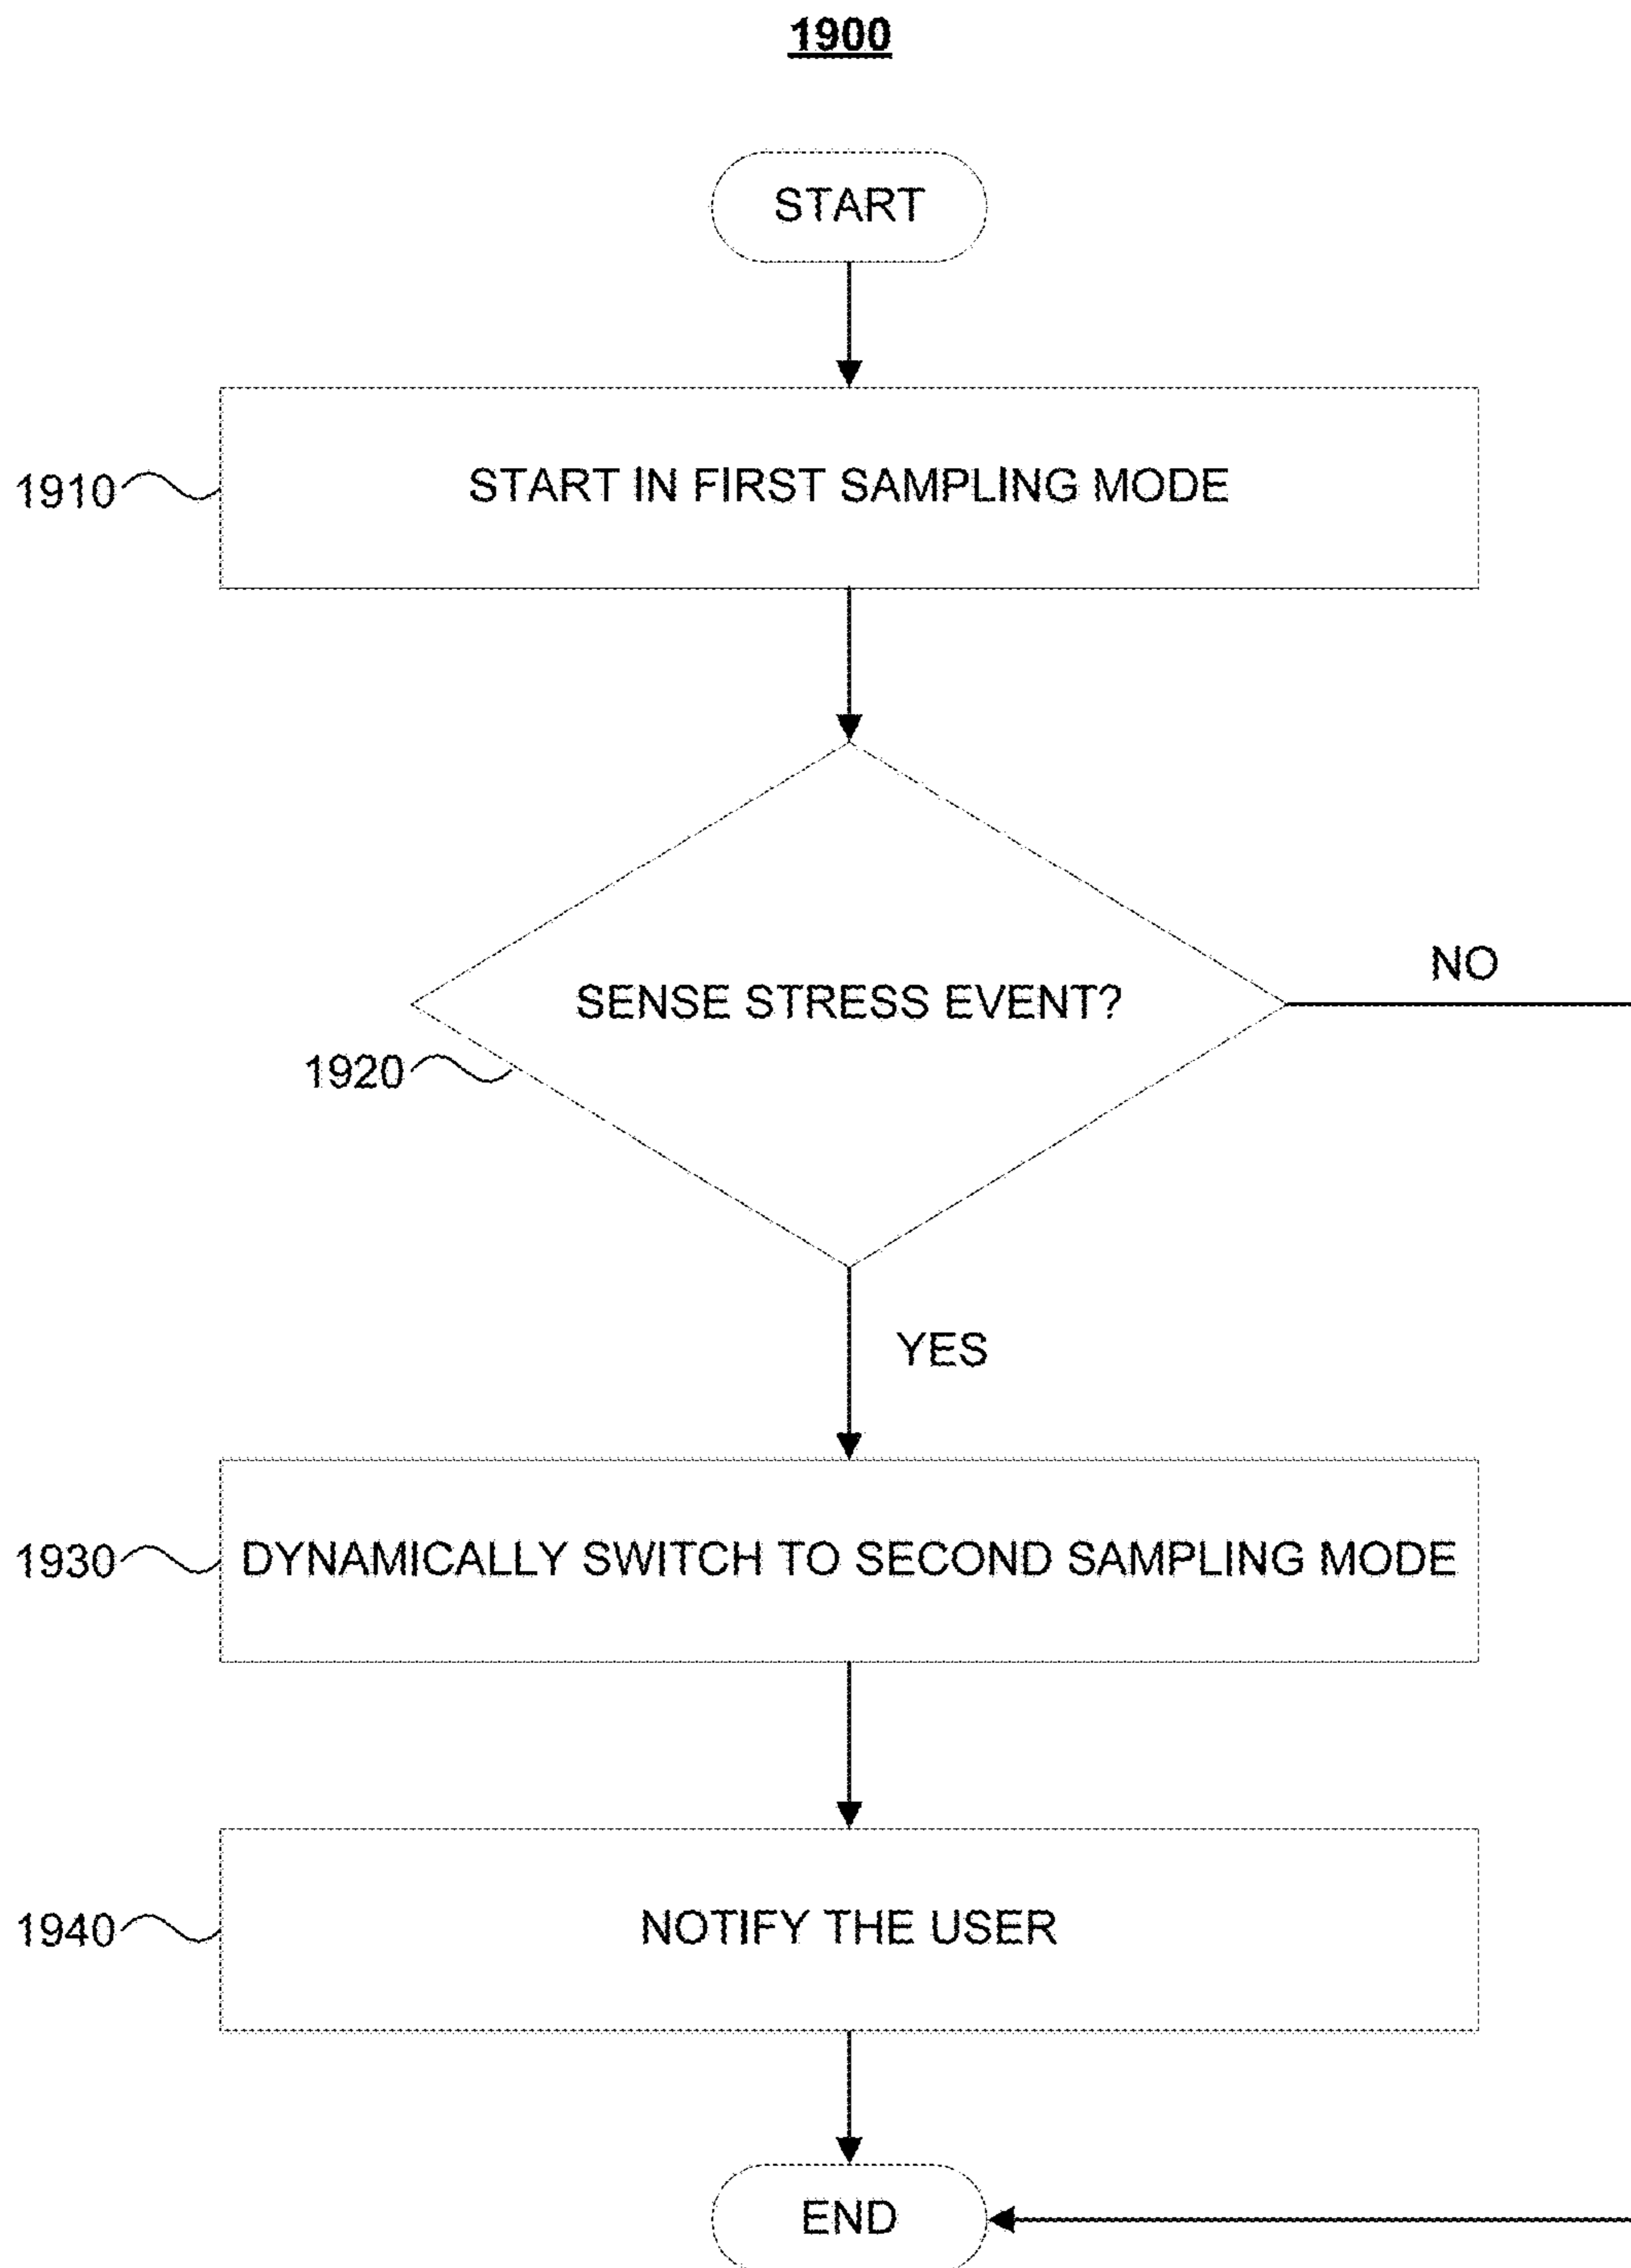 1900
START
1910
START IN FIRST SAMPLING MODE
SENSE STRESS EVENT?
NO
1920
YES
1930
DYNAMICALLY SWITCH TO SECOND SAMPLING MODE
1940
NOTIFY THE USER
END